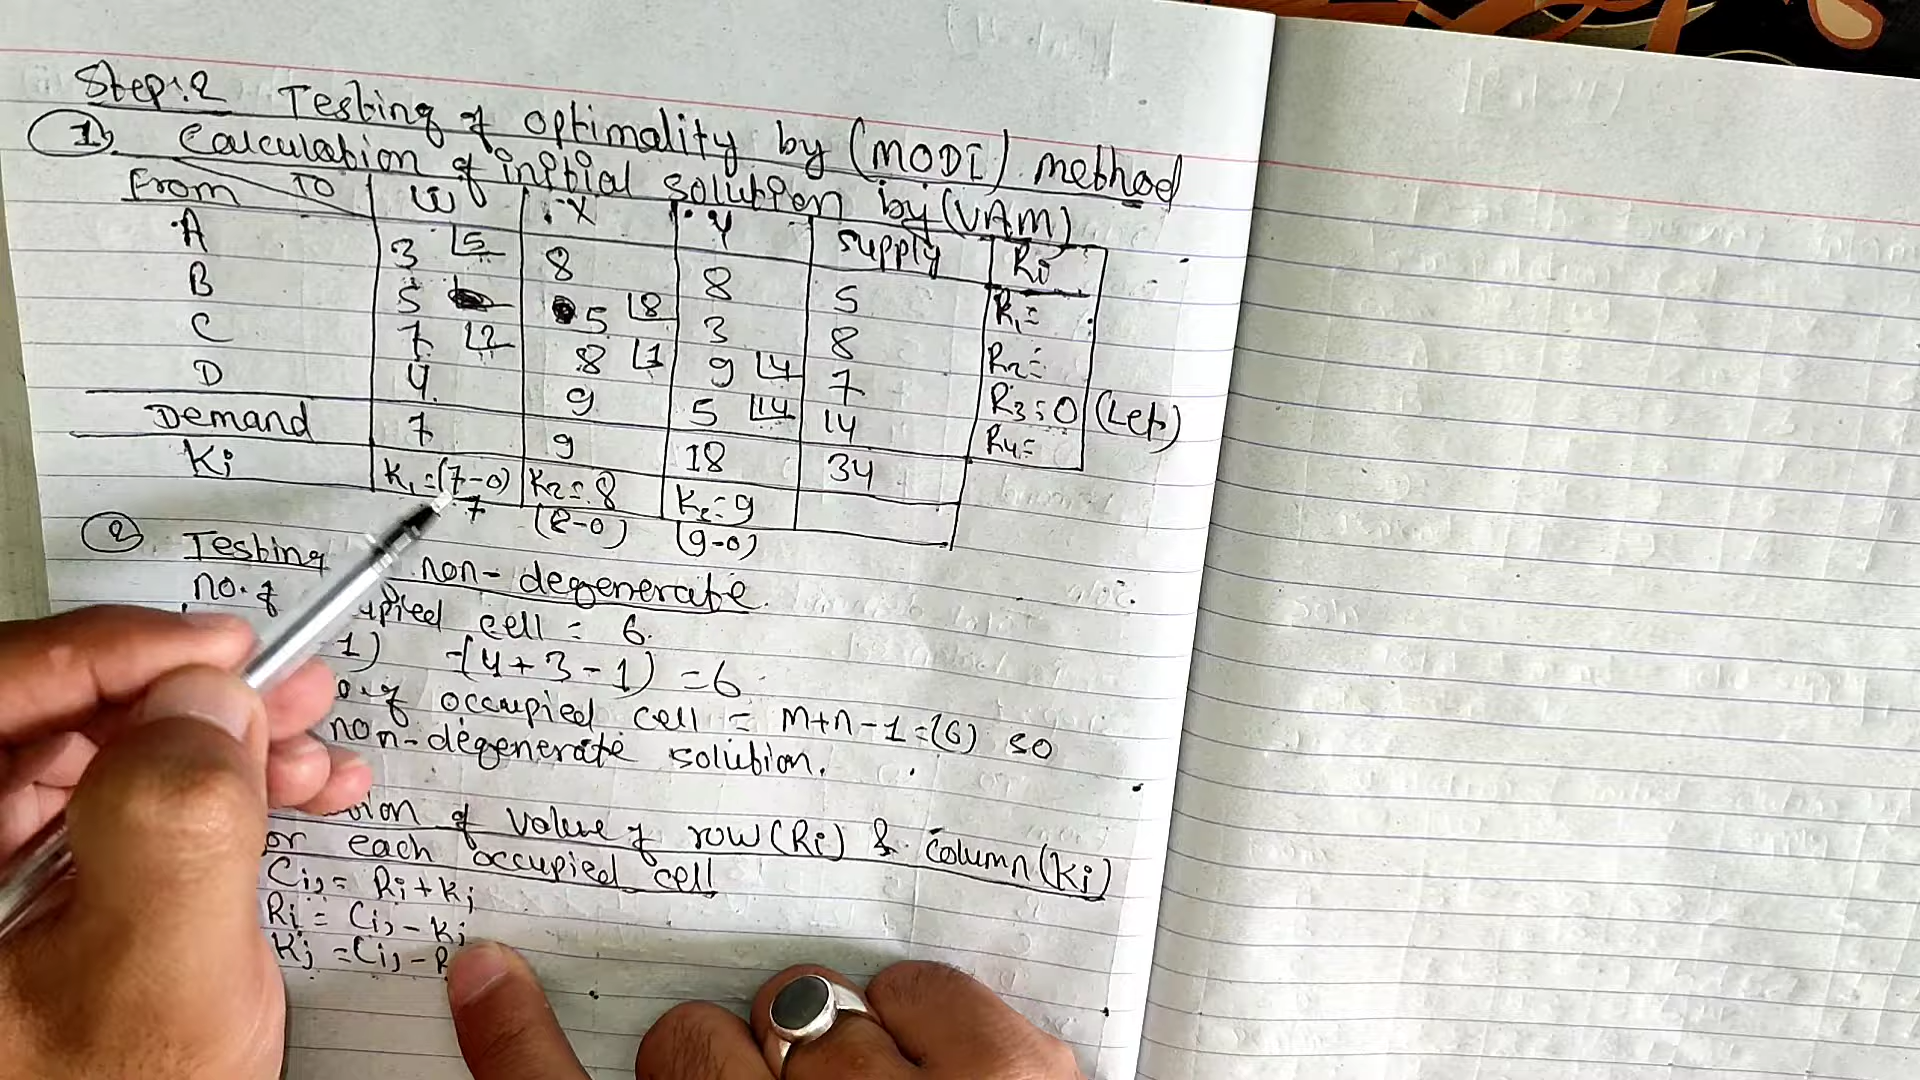 Step:2 Testing of optimality by (MODI) method
1) Calculation of initial solution by (VAM)
From TO W X Y supply Ri
A 3 5 8 8 5 R1=
B 5 5 8 3 8 R2=
C 7 2 8 1 9 4 7 R3=0 (Let)
D 4 9 5 14 14 R4=
Demand 7 9 18 34
Kj K1=(7-0) K2=8 K3=9
7 (8-0) (9-0)
2 Testing non-degenerate
no. of upied cell = 6.
1) -(4+3-1) =6
o. of occupied cell = m+n-1=(6) so
non-degenerate solution.
of value of row (Ri) & column (Kj)
or each occupied cell
Cij = Ri+Kj
Ri = Cij - Kj
Kj = Cij - R